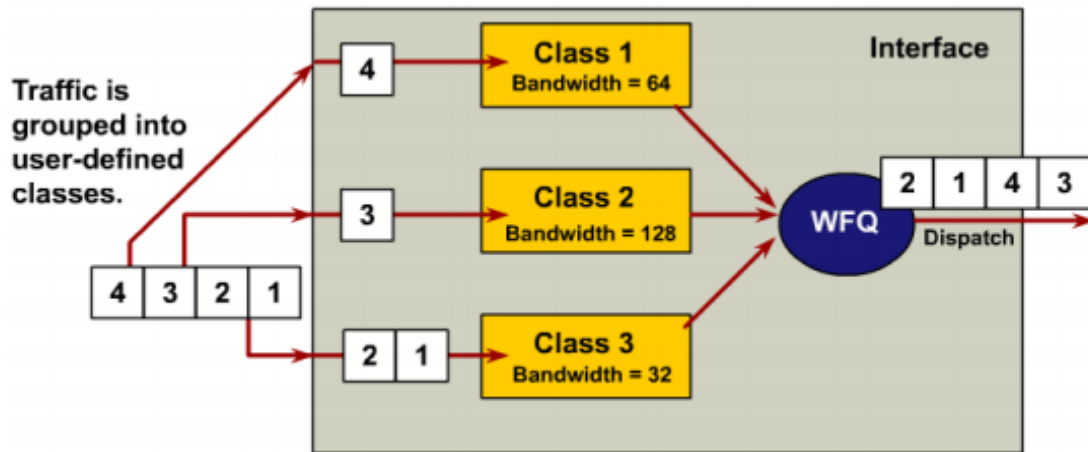 Traffic is
grouped into
user-defined
classes.
4 3 2 1
4
Class 1
Bandwidth = 64
3
Class 2
Bandwidth = 128
2 1
Class 3
Bandwidth = 32
Interface
WFQ
2 1 4 3
Dispatch